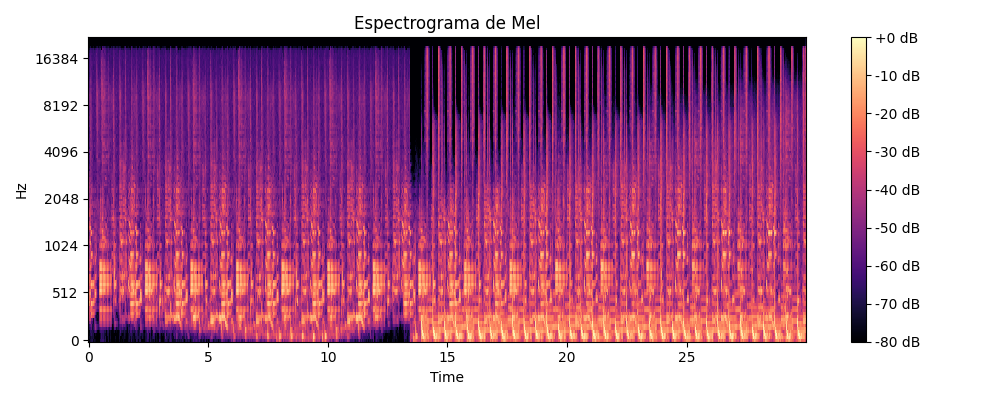 Espectrograma de Mel
Hz
16384
8192
4096
2048
1024
512
0
0 5 10 15 20 25
Time
+0 dB
-10 dB
-20 dB
-30 dB
-40 dB
-50 dB
-60 dB
-70 dB
-80 dB